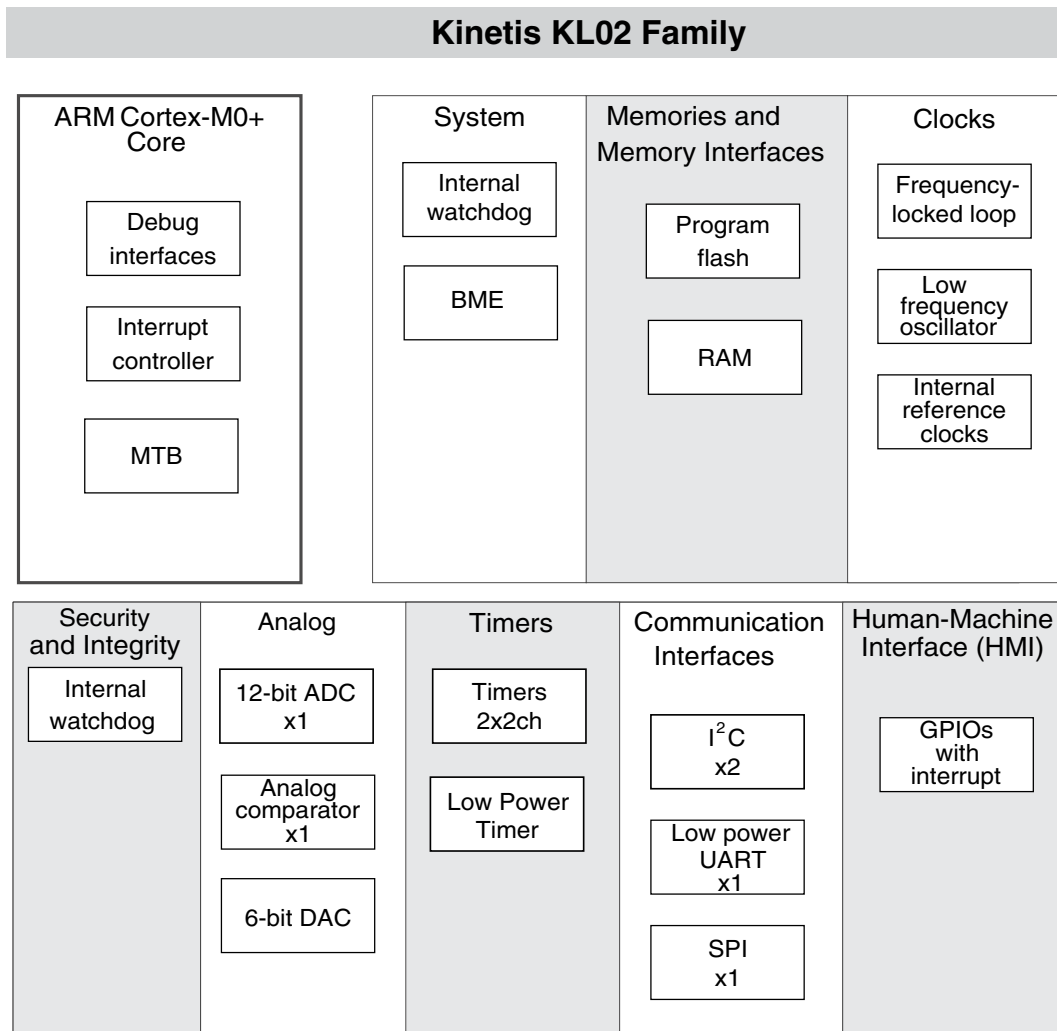 Kinetis KL02 Family
ARM Cortex-M0+
Core
Debug
interfaces
Interrupt
controller
MTB
System
Internal
watchdog
BME
Memories and
Memory Interfaces
Program
flash
RAM
Clocks
Frequency-
locked loop
Low
frequency
oscillator
Internal
reference
clocks
Security
and Integrity
Internal
watchdog
Analog
12-bit ADC
x1
Analog
comparator
x1
6-bit DAC
Timers
Timers
2x2ch
Low Power
Timer
Communication
Interfaces
I²C
x2
Low power
UART
x1
SPI
x1
Human-Machine
Interface (HMI)
GPIOs
with
interrupt